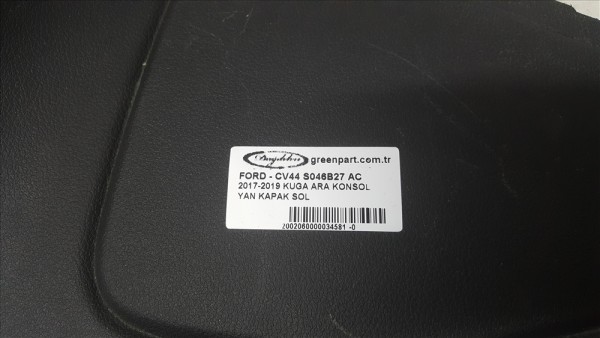 greenpart.com.tr
FORD - CV44 S046B27 AC
2017-2019 KUGA ARA KONSOL
YAN KAPAK SOL
2002060000034581 -0